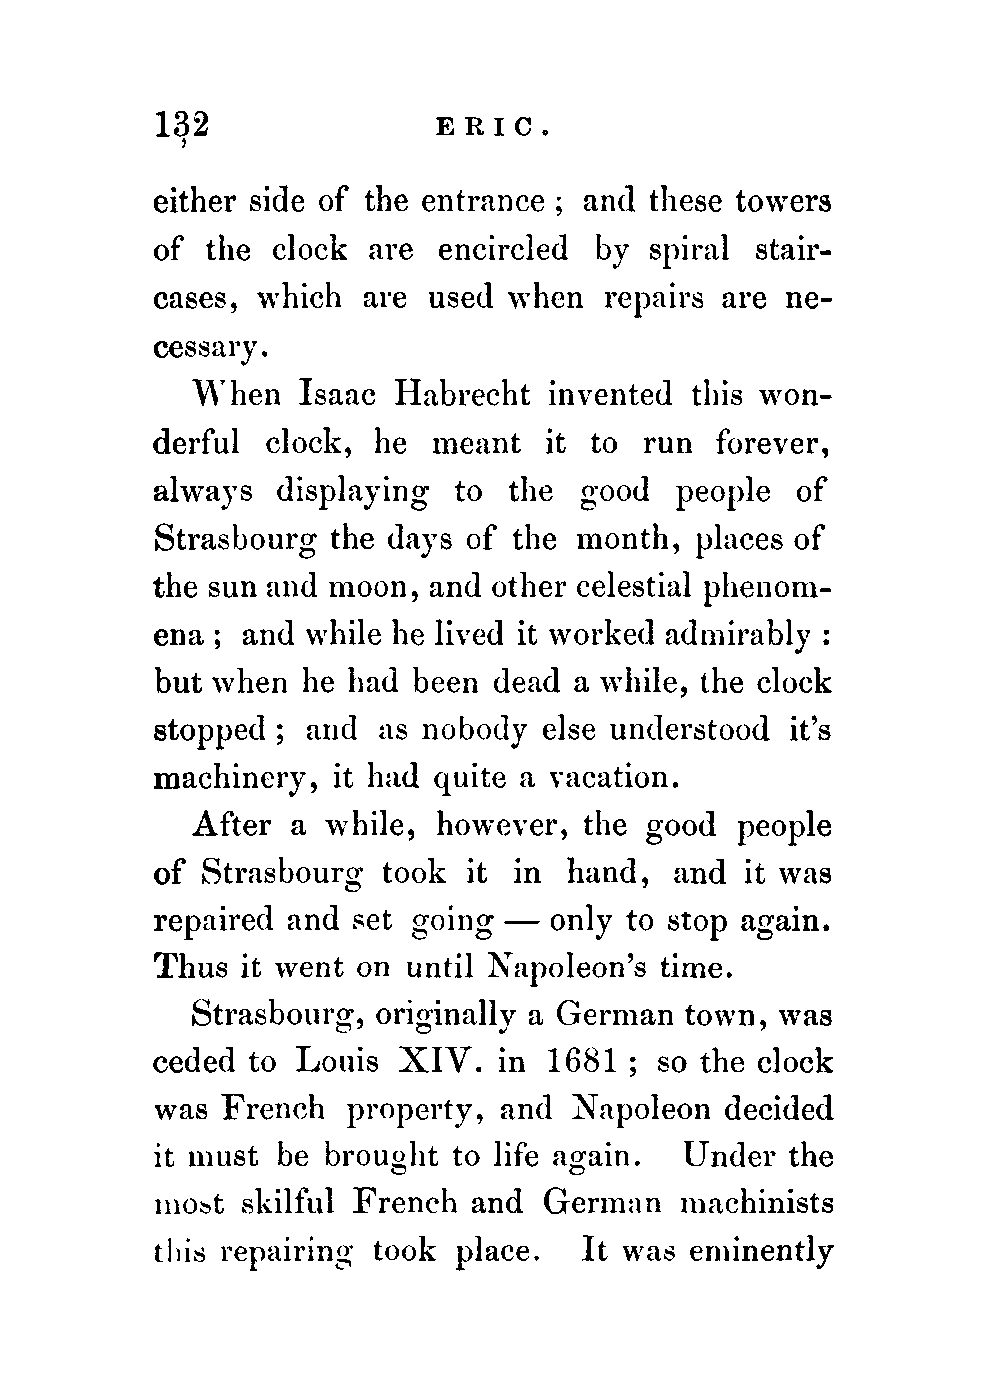 132 ERIC.
either side of the entrance ; and these towers
of the clock are encircled by spiral stair-
cases, which are used when repairs are ne-
cessary.
When Isaac Habrecht invented this won-
derful clock, he meant it to run forever,
always displaying to the good people of
Strasbourg the days of the month, places of
the sun and moon, and other celestial phenom-
ena ; and while he lived it worked admirably :
but when he had been dead a while, the clock
stopped ; and as nobody else understood it's
machinery, it had quite a vacation.
After a while, however, the good people
of Strasbourg took it in hand, and it was
repaired and set going — only to stop again.
Thus it went on until Napoleon's time.
Strasbourg, originally a German town, was
ceded to Louis XIV. in 1681 ; so the clock
was French property, and Napoleon decided
it must be brought to life again. Under the
most skilful French and German machinists
this repairing took place. It was eminently